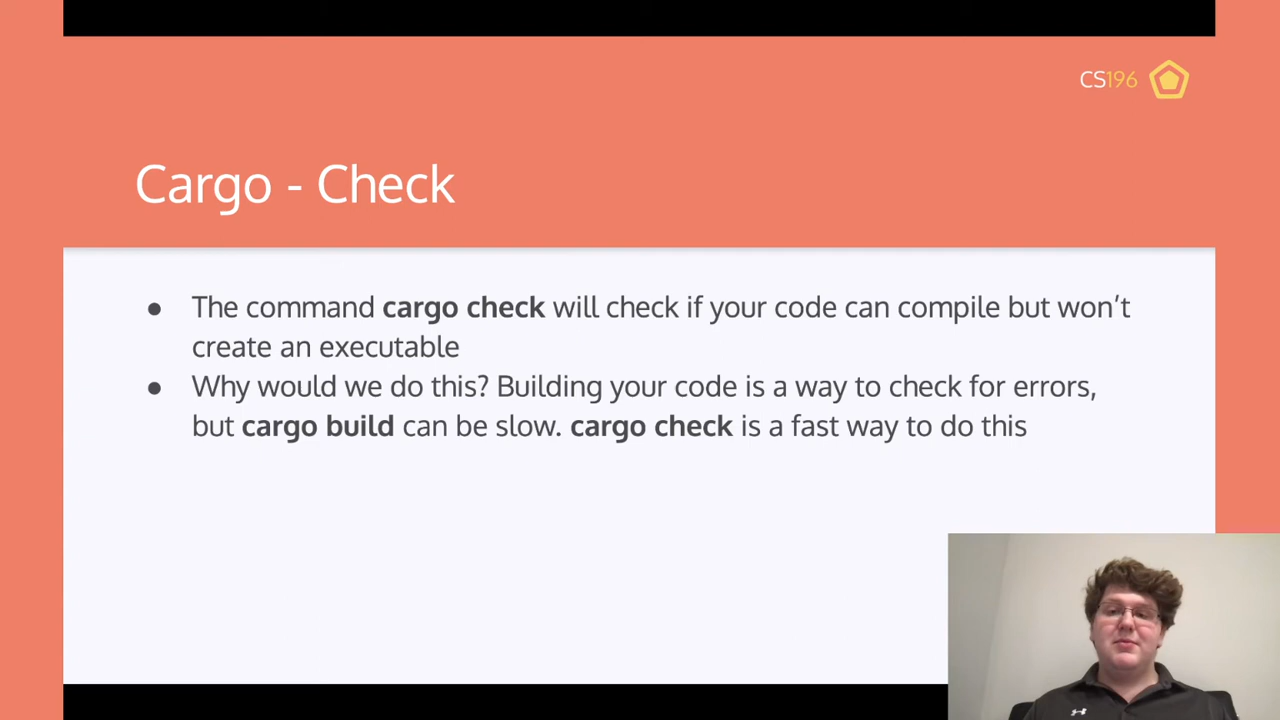 CS196
Cargo - Check
● The command cargo check will check if your code can compile but won’t
create an executable
● Why would we do this? Building your code is a way to check for errors,
but cargo build can be slow. cargo check is a fast way to do this